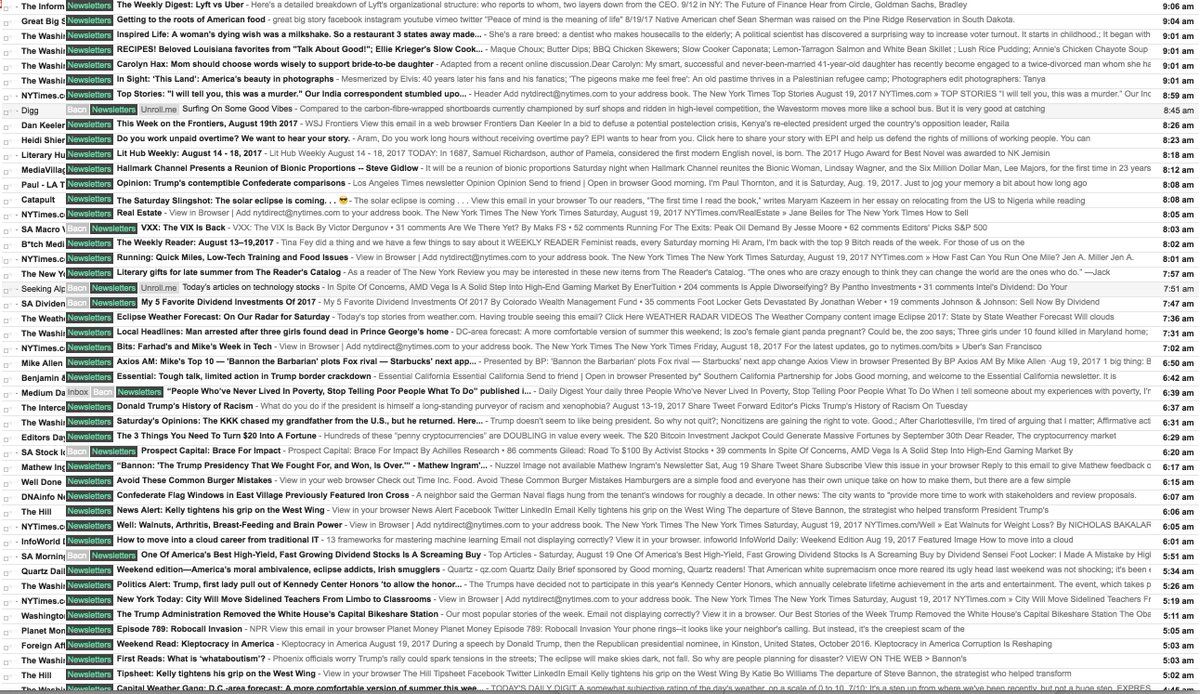 The Inform Newsletters The Weekly Digest: Lyft vs Uber - Here's a detailed breakdown of Lyft's organizational structure: who reports to whom, two layers down from the CEO. 9/12 in NY: The Future of Finance Hear from Circle, Goldman Sachs, Bradley 9:06 am
Great Big S Newsletters Getting to the roots of American food - great big story facebook instagram youtube vimeo twitter "Peace of mind is the meaning of life" 8/19/17 Native American chef Sean Sherman was raised on the Pine Ridge Reservation in South Dakota. 9:04 am
The Washi Newsletters Inspired Life: A woman's dying wish was a milkshake. So a restaurant 3 states away made... - She's a rare breed: a dentist who makes housecalls to the elderly; A political scientist has discovered a surprising way to increase voter turnout. It starts in childhood.; It began with 9:01 am
The Washi Newsletters RECIPES! Beloved Louisiana favorites from "Talk About Good!"; Ellie Krieger's Slow Cook... - Maque Choux; Butter Dips; BBQ Chicken Skewers; Slow Cooker Caponata; Lemon-Tarragon Salmon and White Bean Skillet ; Lush Rice Pudding; Annie's Chicken Chayote Soup 9:01 am
The Washi Newsletters Carolyn Hax: Mom should choose words wisely to support bride-to-be daughter - Adapted from a recent online discussion.Dear Carolyn: My smart, successful and never-been-married 41-year-old daughter has recently become engaged to a twice-divorced man whom she ha 9:01 am
The Washi Newsletters In Sight: 'This Land': America's beauty in photographs - Mesmerized by Elvis: 40 years later his fans and his fanatics; 'The pigeons make me feel free': An old pastime thrives in a Palestinian refugee camp; Photographers edit photographers: Tanya 9:01 am
NYTimes.c Newsletters Top Stories: "I will tell you, this was a murder." Our India correspondent stumbled upo... - Header Add nytdirect@nytimes.com to your address book. The New York Times Top Stories August 19, 2017 NYTimes.com » TOP STORIES "I will tell you, this was a murder." Our Inc 8:59 am
Digg Bacn Newsletters Unroll.me Surfing On Some Good Vibes - Compared to the carbon-fibre-wrapped shortboards currently championed by surf shops and ridden in high-level competition, the Wavestorm moves more like a school bus. But it is very good at catching 8:45 am
Dan Keeler Newsletters This Week on the Frontiers, August 19th 2017 - WSJ Frontiers View this email in a web browser Frontiers Dan Keeler In a bid to defuse a potential postelection crisis, Kenya's re-elected president urged the country's opposition leader, Raila 8:26 am
Heidi Shier Newsletters Do you work unpaid overtime? We want to hear your story. - Aram, Do you work long hours without receiving overtime pay? EPI wants to hear from you. Click here to share your story with EPI and help us defend the rights of millions of working people. You can 8:23 am
Literary Hu Newsletters Lit Hub Weekly: August 14 - 18, 2017 - Lit Hub Weekly August 14 - 18, 2017 TODAY: In 1687, Samuel Richardson, author of Pamela, considered the first modern English novel, is born. The 2017 Hugo Award for Best Novel was awarded to NK Jemisin 8:18 am
MediaVillag Newsletters Hallmark Channel Presents a Reunion of Bionic Proportions -- Steve Gidlow - It will be a reunion of bionic proportions Saturday night when Hallmark Channel reunites the Bionic Woman, Lindsay Wagner, and the Six Million Dollar Man, Lee Majors, for the first time in 23 years 8:12 am
Paul - LA T Newsletters Opinion: Trump's contemptible Confederate comparisons - Los Angeles Times newsletter Opinion Opinion Send to friend | Open in browser Good morning. I'm Paul Thornton, and it is Saturday, Aug. 19, 2017. Just to jog your memory a bit about how long ago 8:08 am
Catapult Newsletters The Saturday Slingshot: The solar eclipse is coming. . . 😎 - The solar eclipse is coming . . . View this email in your browser To our readers, "The first time I read the book," writes Maryam Kazeem in her essay on relocating from the US to Nigeria while reading 8:08 am
NYTimes.c Newsletters Real Estate - View in Browser | Add nytdirect@nytimes.com to your address book. The New York Times The New York Times Saturday, August 19, 2017 NYTimes.com/RealEstate » Jane Beiles for The New York Times How to Sell 8:05 am
SA Macro V Bacn Newsletters VXX: The VIX Is Back - VXX: The VIX Is Back By Victor Dergunov • 31 comments Are We There Yet? By Maks FS • 52 comments Running For The Exits: Peak Oil Demand By Jesse Moore • 62 comments Editors' Picks S&P 500 8:03 am
B*tch Medi Newsletters The Weekly Reader: August 13–19,2017 - Tina Fey did a thing and we have a few things to say about it WEEKLY READER Feminist reads, every Saturday morning Hi Aram, I'm back with the top 9 Bitch reads of the week. For those of us on the 8:02 am
NYTimes.c Newsletters Running: Quick Miles, Low-Tech Training and Food Issues - View in Browser | Add nytdirect@nytimes.com to your address book. The New York Times The New York Times Saturday, August 19, 2017 NYTimes.com » How Fast Can You Run One Mile? Jen A. Miller Jen A. 8:01 am
The New Yo Newsletters Literary gifts for late summer from The Reader's Catalog - As a reader of The New York Review you may be interested in these new items from The Reader's Catalog. "The ones who are crazy enough to think they can change the world are the ones who do." —Jack 7:57 am
Seeking Alp Bacn Newsletters Unroll.me Today's articles on technology stocks - In Spite Of Concerns, AMD Vega Is A Solid Step Into High-End Gaming Market By EnerTuition • 204 comments Is Apple Disworseifying? By Pantho Investments • 31 comments Intel's Dividend: Do Your 7:51 am
SA Dividen Bacn Newsletters My 5 Favorite Dividend Investments Of 2017 - My 5 Favorite Dividend Investments Of 2017 By Colorado Wealth Management Fund • 35 comments Foot Locker Gets Devastated By Jonathan Weber • 19 comments Johnson & Johnson: Sell Now By Dividend 7:47 am
The Weathe Newsletters Eclipse Weather Forecast: On Our Radar for Saturday - Today's top stories from weather.com. Having trouble seeing this email? Click Here WEATHER RADAR VIDEOS The Weather Company content image Eclipse 2017: State by State Weather Forecast Will clouds 7:36 am
The Washi Newsletters Local Headlines: Man arrested after three girls found dead in Prince George's home - DC-area forecast: A more comfortable version of summer this weekend; Is zoo's female giant panda pregnant? Could be, the zoo says; Three girls under 10 found killed in Maryland home; 7:31 am
NYTimes.c Newsletters Bits: Farhad's and Mike's Week in Tech - View in Browser | Add nytdirect@nytimes.com to your address book. The New York Times The New York Times Friday, August 18, 2017 For the latest updates, go to nytimes.com/bits » Uber's San Francisco 7:02 am
Mike Allen Newsletters Axios AM: Mike's Top 10 — 'Bannon the Barbarian' plots Fox rival — Starbucks' next app... - Presented by BP: 'Bannon the Barbarian' plots Fox rival — Starbucks' next app change Axios View in browser Presented By BP Axios AM By Mike Allen ·Aug 19, 2017 1 big thing: B 6:50 am
Benjamin & Newsletters Essential: Tough talk, limited action in Trump border crackdown - Essential California Essential California Send to friend | Open in browser Presented by* Southern California Partnership for Jobs Good morning, and welcome to the Essential California newsletter. It is 6:42 am
Medium Da Inbox Bacn Newsletters "People Who've Never Lived In Poverty, Stop Telling Poor People What To Do" published i... - Daily Digest Your daily three People Who've Never Lived In Poverty, Stop Telling Poor People What To Do When I tell someone about my experiences with poverty, I'r 6:39 am
The Interce Newsletters Donald Trump's History of Racism - What do you do if the president is himself a long-standing purveyor of racism and xenophobia? August 13-19, 2017 Share Tweet Forward Editor's Picks Trump's History of Racism On Tuesday 6:37 am
The Washi Newsletters Saturday's Opinions: The KKK chased my grandfather from the U.S., but he returned. Here... - Trump doesn't seem to like being president. So why not quit?; Noncitizens are gaining the right to vote. Good.; After Charlottesville, I'm tired of arguing that I matter; Affirmative acti 6:31 am
Editors Day Newsletters The 3 Things You Need To Turn $20 Into A Fortune - Hundreds of these "penny cryptocurrencies" are DOUBLING in value every week. The $20 Bitcoin Investment Jackpot Could Generate Massive Fortunes by September 30th Dear Reader, The cryptocurrency market 6:29 am
SA Stock Id Bacn Newsletters Prospect Capital: Brace For Impact - Prospect Capital: Brace For Impact By Achilles Research • 86 comments Gilead: Road To $100 By Activist Stocks • 39 comments In Spite Of Concerns, AMD Vega Is A Solid Step Into High-End Gaming Market By 6:20 am
Mathew Ing Newsletters "Bannon: 'The Trump Presidency That We Fought For, and Won, Is Over.'" - Mathew Ingram'... - Nuzzel Image not available Mathew Ingram's Newsletter Sat, Aug 19 Share Tweet Share Subscribe View this issue in your browser Reply to this email to give Mathew feedback o 6:17 am
Well Done Newsletters Avoid These Common Burger Mistakes - View in your web browser Check out Time Inc. Food. Avoid These Common Burger Mistakes Hamburgers are a simple food and everyone has their own unique take on how to make them, but there are a few simple 6:15 am
DNAinfo Ne Newsletters Confederate Flag Windows in East Village Previously Featured Iron Cross - A neighbor said the German Naval flags hung from the tenant's windows for roughly a decade. In other news: The city wants to "provide more time to work with stakeholders and review proposals. 6:07 am
The Hill Newsletters News Alert: Kelly tightens his grip on the West Wing - View in your browser News Alert Facebook Twitter LinkedIn Email Kelly tightens his grip on the West Wing The departure of Steve Bannon, the strategist who helped transform President Trump's 6:06 am
NYTimes.c Newsletters Well: Walnuts, Arthritis, Breast-Feeding and Brain Power - View in Browser | Add nytdirect@nytimes.com to your address book. The New York Times The New York Times Saturday, August 19, 2017 NYTimes.com/Well » Eat Walnuts for Weight Loss? By NICHOLAS BAKALAR 6:05 am
InfoWorld D Newsletters How to move into a cloud career from traditional IT - 13 frameworks for mastering machine learning Email not displaying correctly? View it in your browser. infoworld InfoWorld Daily: Weekend Edition Aug 19, 2017 Featured Image How to move into a cloud 6:01 am
SA Morning Bacn Newsletters One Of America's Best High-Yield, Fast Growing Dividend Stocks Is A Screaming Buy - Top Articles - Saturday, August 19 One Of America's Best High-Yield, Fast Growing Dividend Stocks Is A Screaming Buy by Dividend Sensei Foot Locker: I Made A Mistake by High 5:51 am
Quartz Dail Newsletters Weekend edition—America's moral ambivalence, eclipse addicts, Irish smugglers - Quartz - qz.com Quartz Daily Brief Sponsored by Good morning, Quartz readers! That American white supremacism once more reared its ugly head last weekend was not shocking; it's been e 5:34 am
The Washi Newsletters Politics Alert: Trump, first lady pull out of Kennedy Center Honors 'to allow the honor... - The Trumps have decided not to participate in this year's Kennedy Center Honors, which annually celebrate lifetime achievement in the arts and entertainment. The event, which takes p 5:26 am
NYTimes.c Newsletters New York Today: City Will Move Sidelined Teachers From Limbo to Classrooms - View in Browser | Add nytdirect@nytimes.com to your address book. The New York Times The New York Times Saturday, August 19, 2017 NYTimes.com » City Will Move Sidelined Teachers Fr 5:19 am
Washington Newsletters The Trump Administration Removed the White House's Capital Bikeshare Station - Our most popular stories of the week. Email not displaying correctly? View it in a browser. Our Best Stories of the Week Trump Removed the White House's Capital Bikeshare Station The Oba 5:11 am
Planet Mon Newsletters Episode 789: Robocall Invasion - NPR View this email in your browser Planet Money Planet Money Episode 789: Robocall Invasion Your phone rings--it looks like your neighbor's calling. But instead, it's the creepiest scam of the 5:05 am
Foreign Aff Newsletters Weekend Read: Kleptocracy in America - Kleptocracy in America August 19, 2017 During a speech by Donald Trump, then the Republican presidential nominee, in Kinston, United States, October 2016. Kleptocracy in America Corruption Is Reshaping 5:03 am
The Washi Newsletters First Reads: What is 'whataboutism'? - Phoenix officials worry Trump's rally could spark tensions in the streets; The eclipse will make skies dark, not fall. So why are people planning for disaster? VIEW ON THE WEB > Bannon's 5:03 am
The Hill Newsletters Tipsheet: Kelly tightens his grip on the West Wing - View in your browser The Hill Tipsheet Facebook Twitter LinkedIn Email Kelly tightens his grip on the West Wing By Katie Bo Williams The departure of Steve Bannon, the strategist who helped transform 5:02 am
The Washi Newsletters Capital Weather Gang: D.C.-area forecast: A more comfortable version of summer this wee... - TODAY'S DAILY DIGIT A somewhat subjective rating of the day's weather, on a scale of 0 to 10. 7/10: It's a step up from where we've been recently, but not a huge step. EXPRES